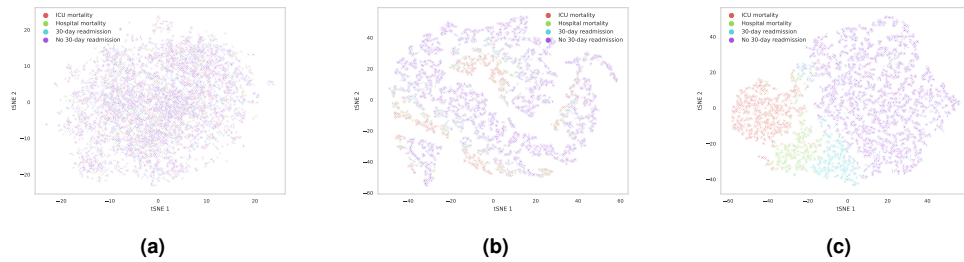 ICU mortality
Hospital mortality
30-day readmission
No 30-day readmission
tSNE 2
20
10
0
−10
−20
−20
−10
0
10
20
tSNE 1
(a)
ICU mortality
Hospital mortality
30-day readmission
No 30-day readmission
tSNE 2
40
20
0
−20
−40
−60
−40
−20
0
20
40
60
tSNE 1
(b)
ICU mortality
Hospital mortality
30-day readmission
No 30-day readmission
tSNE 2
40
20
0
−20
−40
−60
−40
−20
0
20
40
tSNE 1
(c)